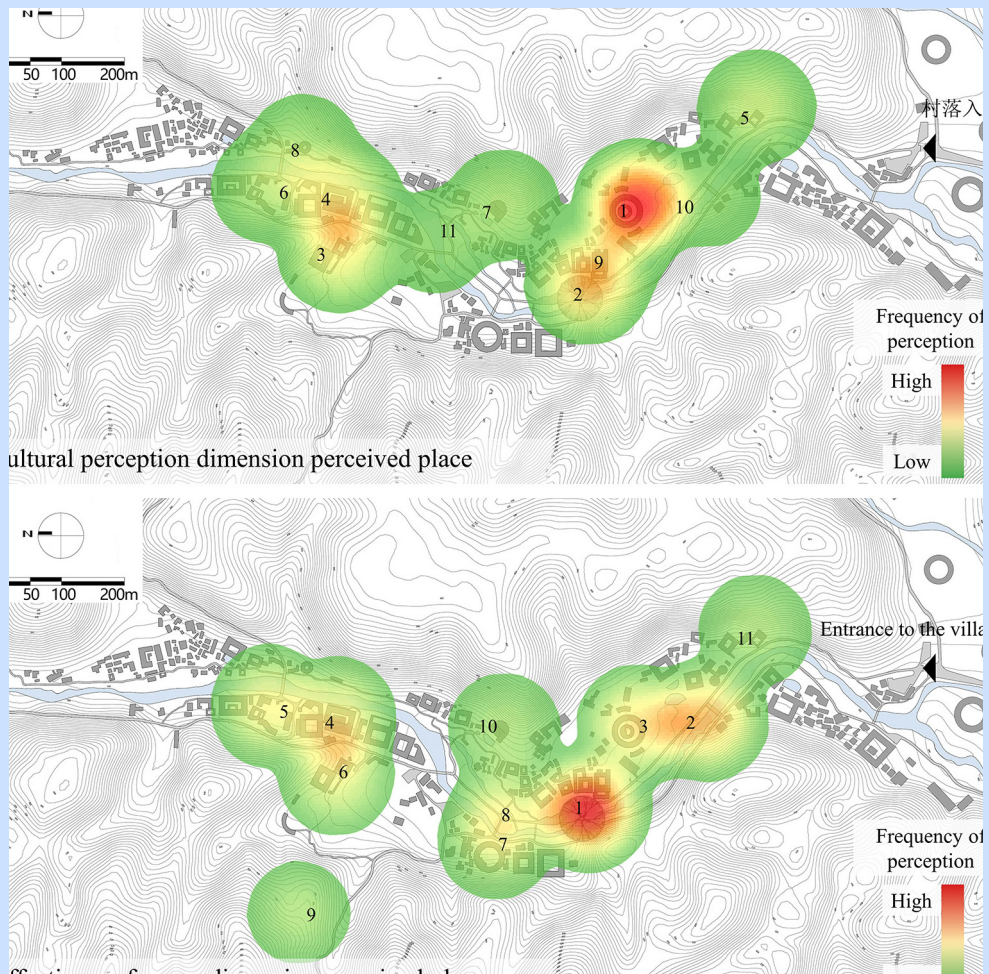 N
50 100 200m
5
村落入
8
6
4
7
1
10
11
3
9
2
Frequency of
perception
High
Low
ultural perception dimension perceived place
N
50 100 200m
Entrance to the villa
11
5
4
10
3
2
6
1
8
7
9
Frequency of
perception
High